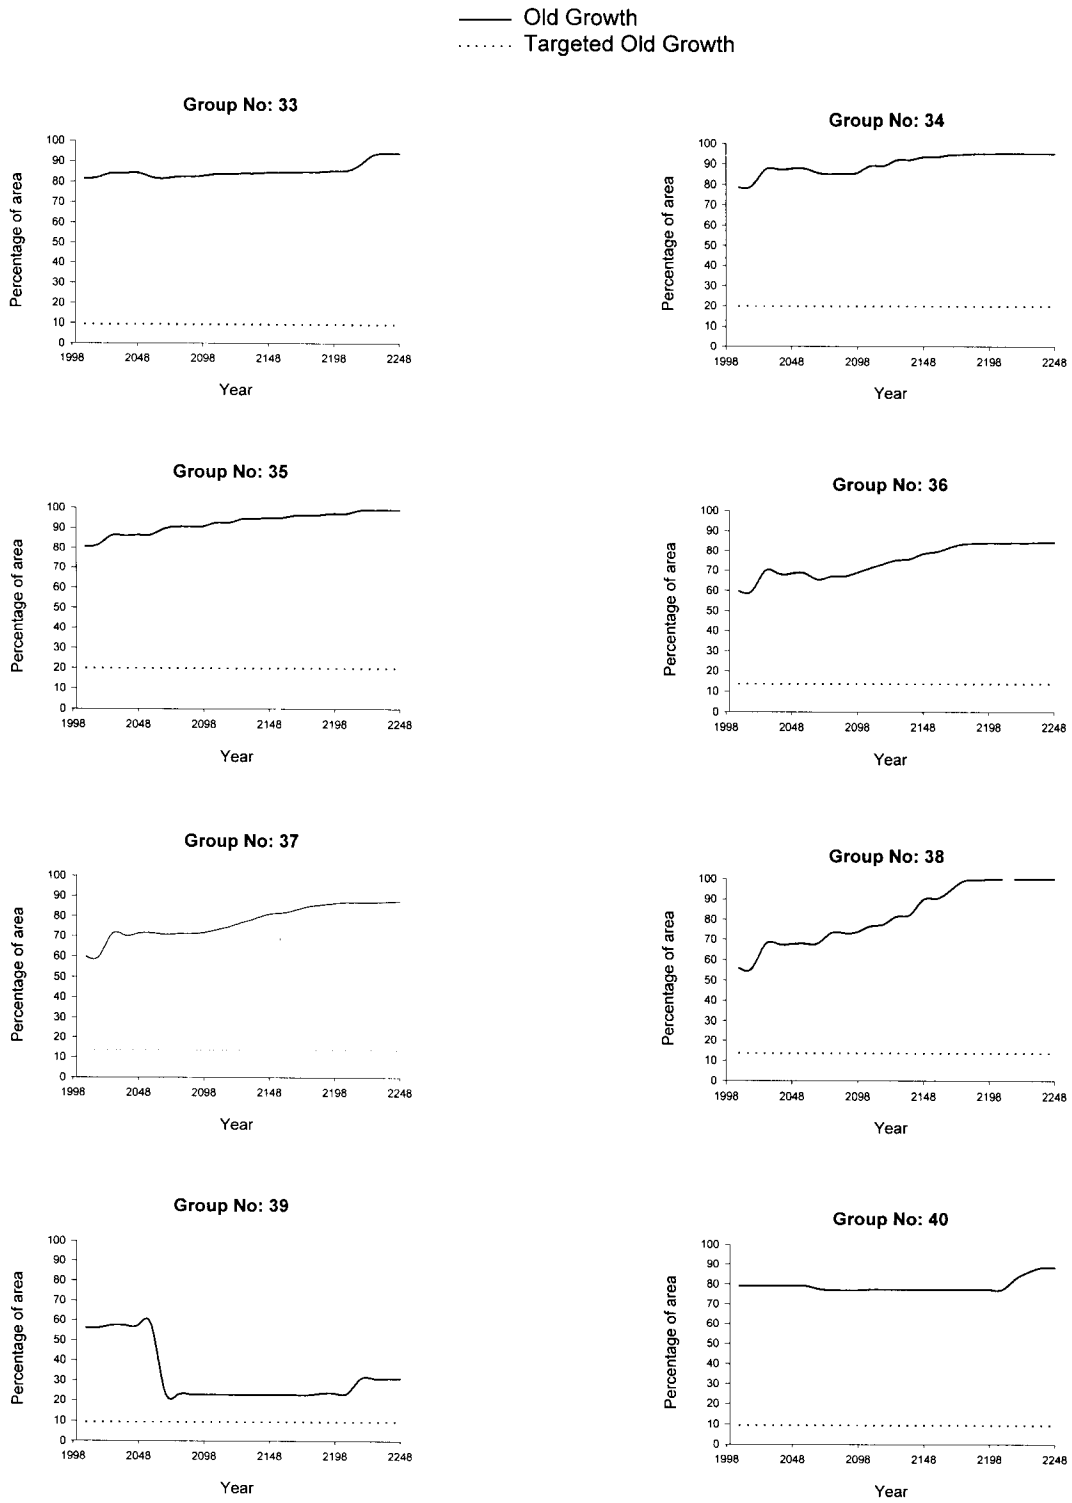 Old Growth
Targeted Old Growth
Group No: 33
Percentage of area
100
90
80
70
60
50
40
30
20
10
0
1998 2048 2098 2148 2198 2248
Year
Group No: 34
Percentage of area
100
90
80
70
60
50
40
30
20
10
0
1998 2048 2098 2148 2198 2248
Year
Group No: 35
Percentage of area
100
90
80
70
60
50
40
30
20
10
0
1998 2048 2098 2148 2198 2248
Year
Group No: 36
Percentage of area
100
90
80
70
60
50
40
30
20
10
0
1998 2048 2098 2148 2198 2248
Year
Group No: 37
Percentage of area
100
90
80
70
60
50
40
30
20
10
0
1998 2048 2098 2148 2198 2248
Year
Group No: 38
Percentage of area
100
90
80
70
60
50
40
30
20
10
0
1998 2048 2098 2148 2198 2248
Year
Group No: 39
Percentage of area
100
90
80
70
60
50
40
30
20
10
0
1998 2048 2098 2148 2198 2248
Year
Group No: 40
Percentage of area
100
90
80
70
60
50
40
30
20
10
0
1998 2048 2098 2148 2198 2248
Year